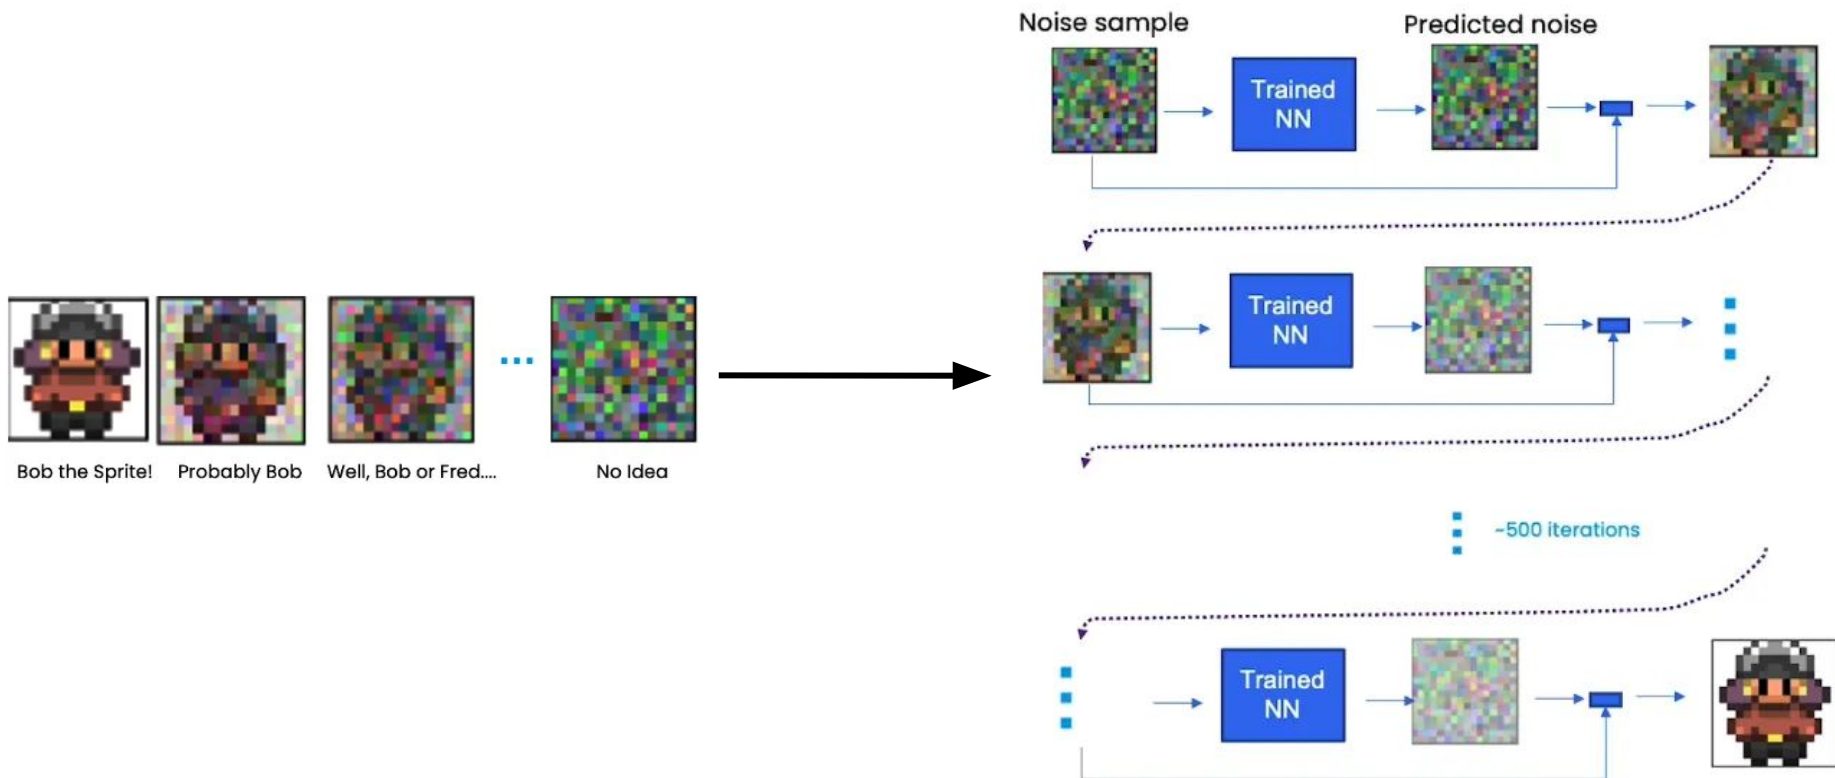 Noise sample
Predicted noise
Trained
NN
Trained
NN
Bob the Sprite!
Probably Bob
Well, Bob or Fred....
No Idea
~500 iterations
Trained
NN